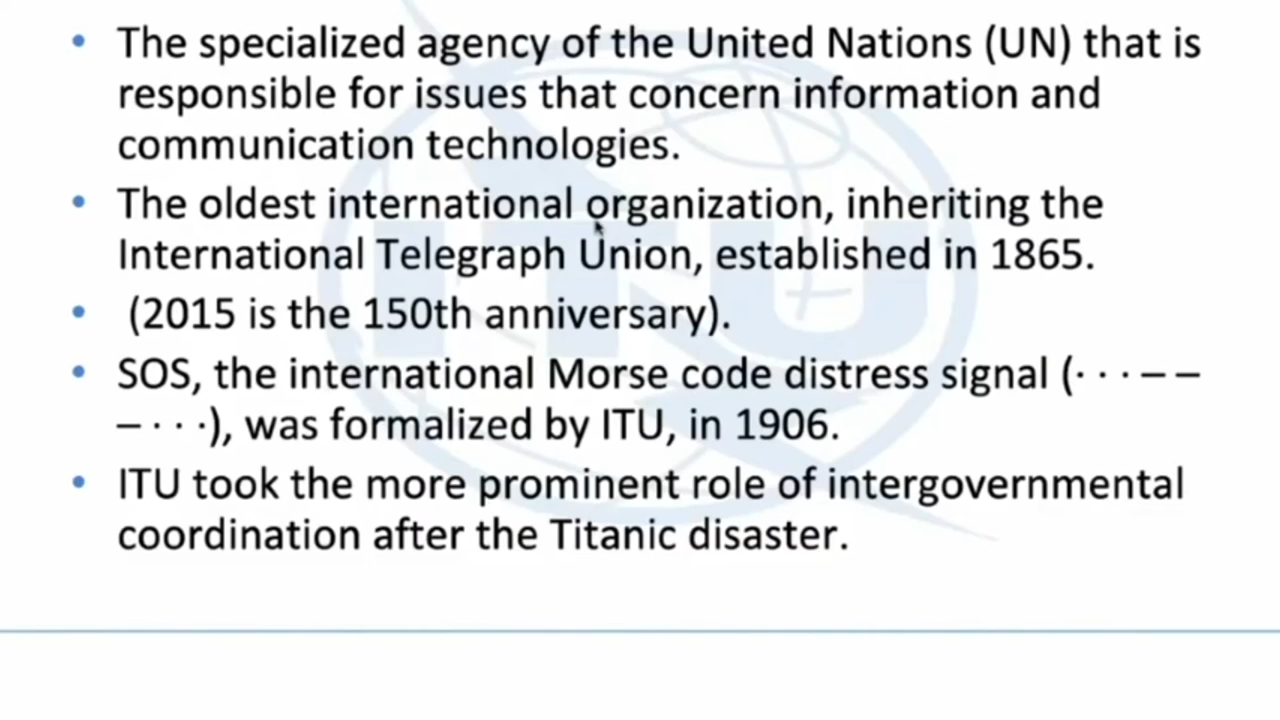 • The specialized agency of the United Nations (UN) that is
responsible for issues that concern information and
communication technologies.
• The oldest international organization, inheriting the
International Telegraph Union, established in 1865.
• (2015 is the 150th anniversary).
• SOS, the international Morse code distress signal (· · · – –
– · · ·), was formalized by ITU, in 1906.
• ITU took the more prominent role of intergovernmental
coordination after the Titanic disaster.
ITU